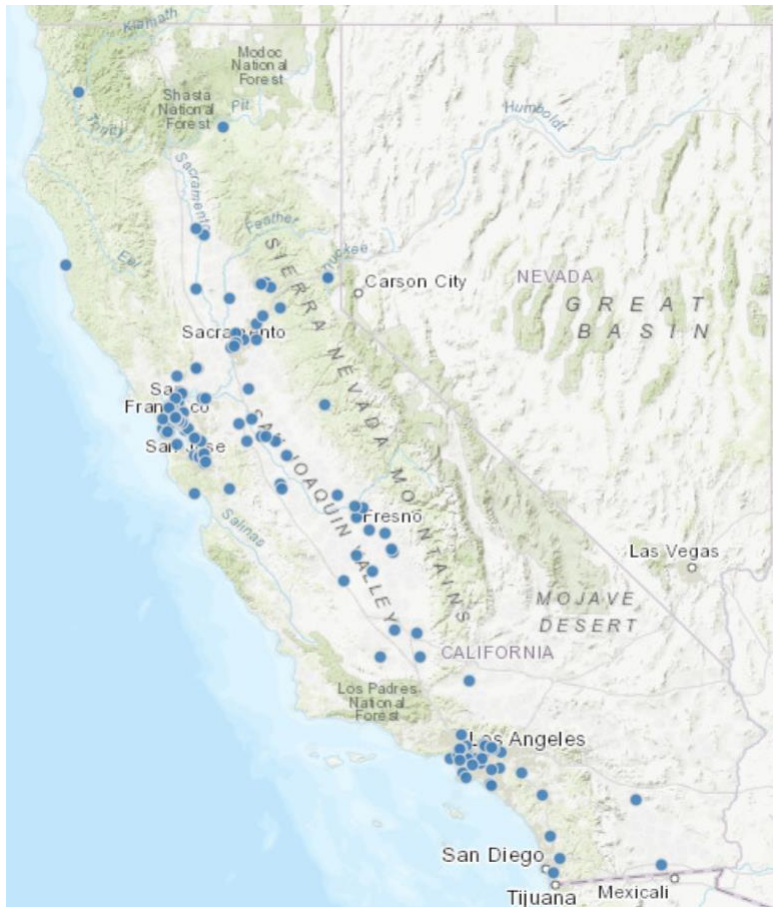 Klamath
Modoc
National
Forest
Shasta
National
Forest
Pit
Trinity
Humboldt
Sacramento
Feather
Eel
SIERRA NEVADA MOUNTAINS
Carson City
NEVADA
GREAT
BASIN
Sacramento
San
Francisco
San Jose
SAN JOAQUIN VALLEY
Salinas
Fresno
Las Vegas
MOJAVE
DESERT
CALIFORNIA
Los Padres
National
Forest
Los Angeles
San Diego
Tijuana
Mexicali